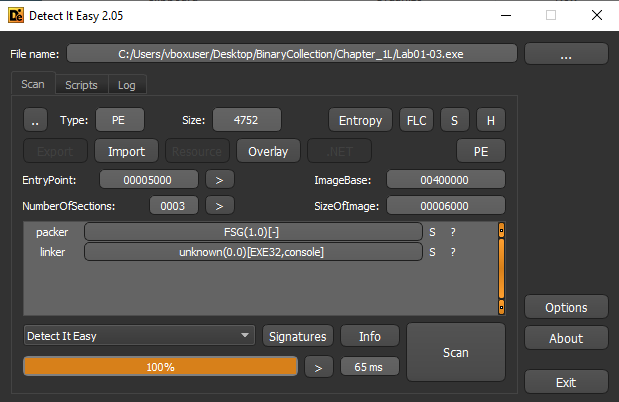 Detect It Easy 2.05
File name: C:/Users/vboxuser/Desktop/BinaryCollection/Chapter_1L/Lab01-03.exe ...
Scan Scripts Log
.. Type: PE Size: 4752 Entropy FLC S H
Export Import Resource Overlay .NET PE
EntryPoint: 00005000 > ImageBase: 00400000
NumberOfSections: 0003 > SizeOfImage: 00006000
packer FSG(1.0)[-] S ?
linker unknown(0.0)[EXE32,console] S ?
Options
Detect It Easy Signatures Info Scan About
100% > 65 ms
Exit